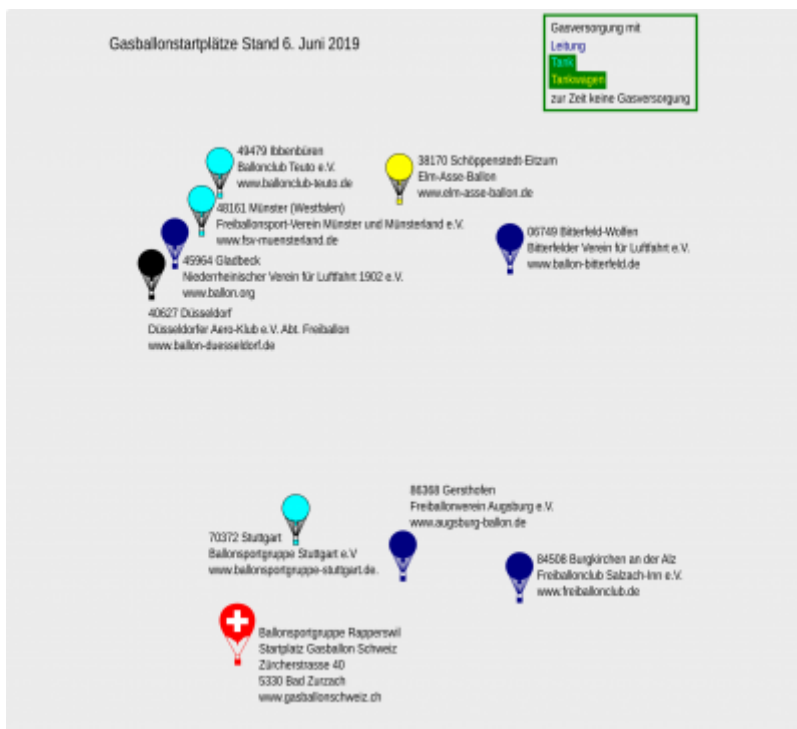 Gasballonstartplätze Stand 6. Juni 2019
Gasversorgung mit
Leitung
Tank
Tankwagen
zur Zeit keine Gasversorgung
49479 Ibbenbüren
Ballonclub Teuto e.V.
www.ballonclub-teuto.de
38170 Schöppenstedt-Eitzum
Elm-Asse-Ballon
www.elm-asse-ballon.de
48161 Münster (Westfalen)
Freiballonsport-Verein Münster und Münsterland e.V.
www.fsv-muensterland.de
06749 Bitterfeld-Wolfen
Bitterfelder Verein für Luftfahrt e.V.
www.ballon-bitterfeld.de
45964 Gladbeck
Niederrheinischer Verein für Luftfahrt 1902 e.V.
www.ballon.org
40627 Düsseldorf
Düsseldorfer Aero-Klub e.V. Abt. Freiballon
www.ballon-duesseldorf.de
86368 Gersthofen
Freiballonverein Augsburg e.V.
www.augsburg-ballon.de
70372 Stuttgart
Ballonsportgruppe Stuttgart e.V
www.ballonsportgruppe-stuttgart.de.
84508 Burgkirchen an der Alz
Freiballonclub Salzach-Inn e.V.
www.freiballonclub.de
Ballonsportgruppe Rapperswil
Startplatz Gasballon Schweiz
Zürcherstrasse 40
5330 Bad Zurzach
www.gasballonschweiz.ch